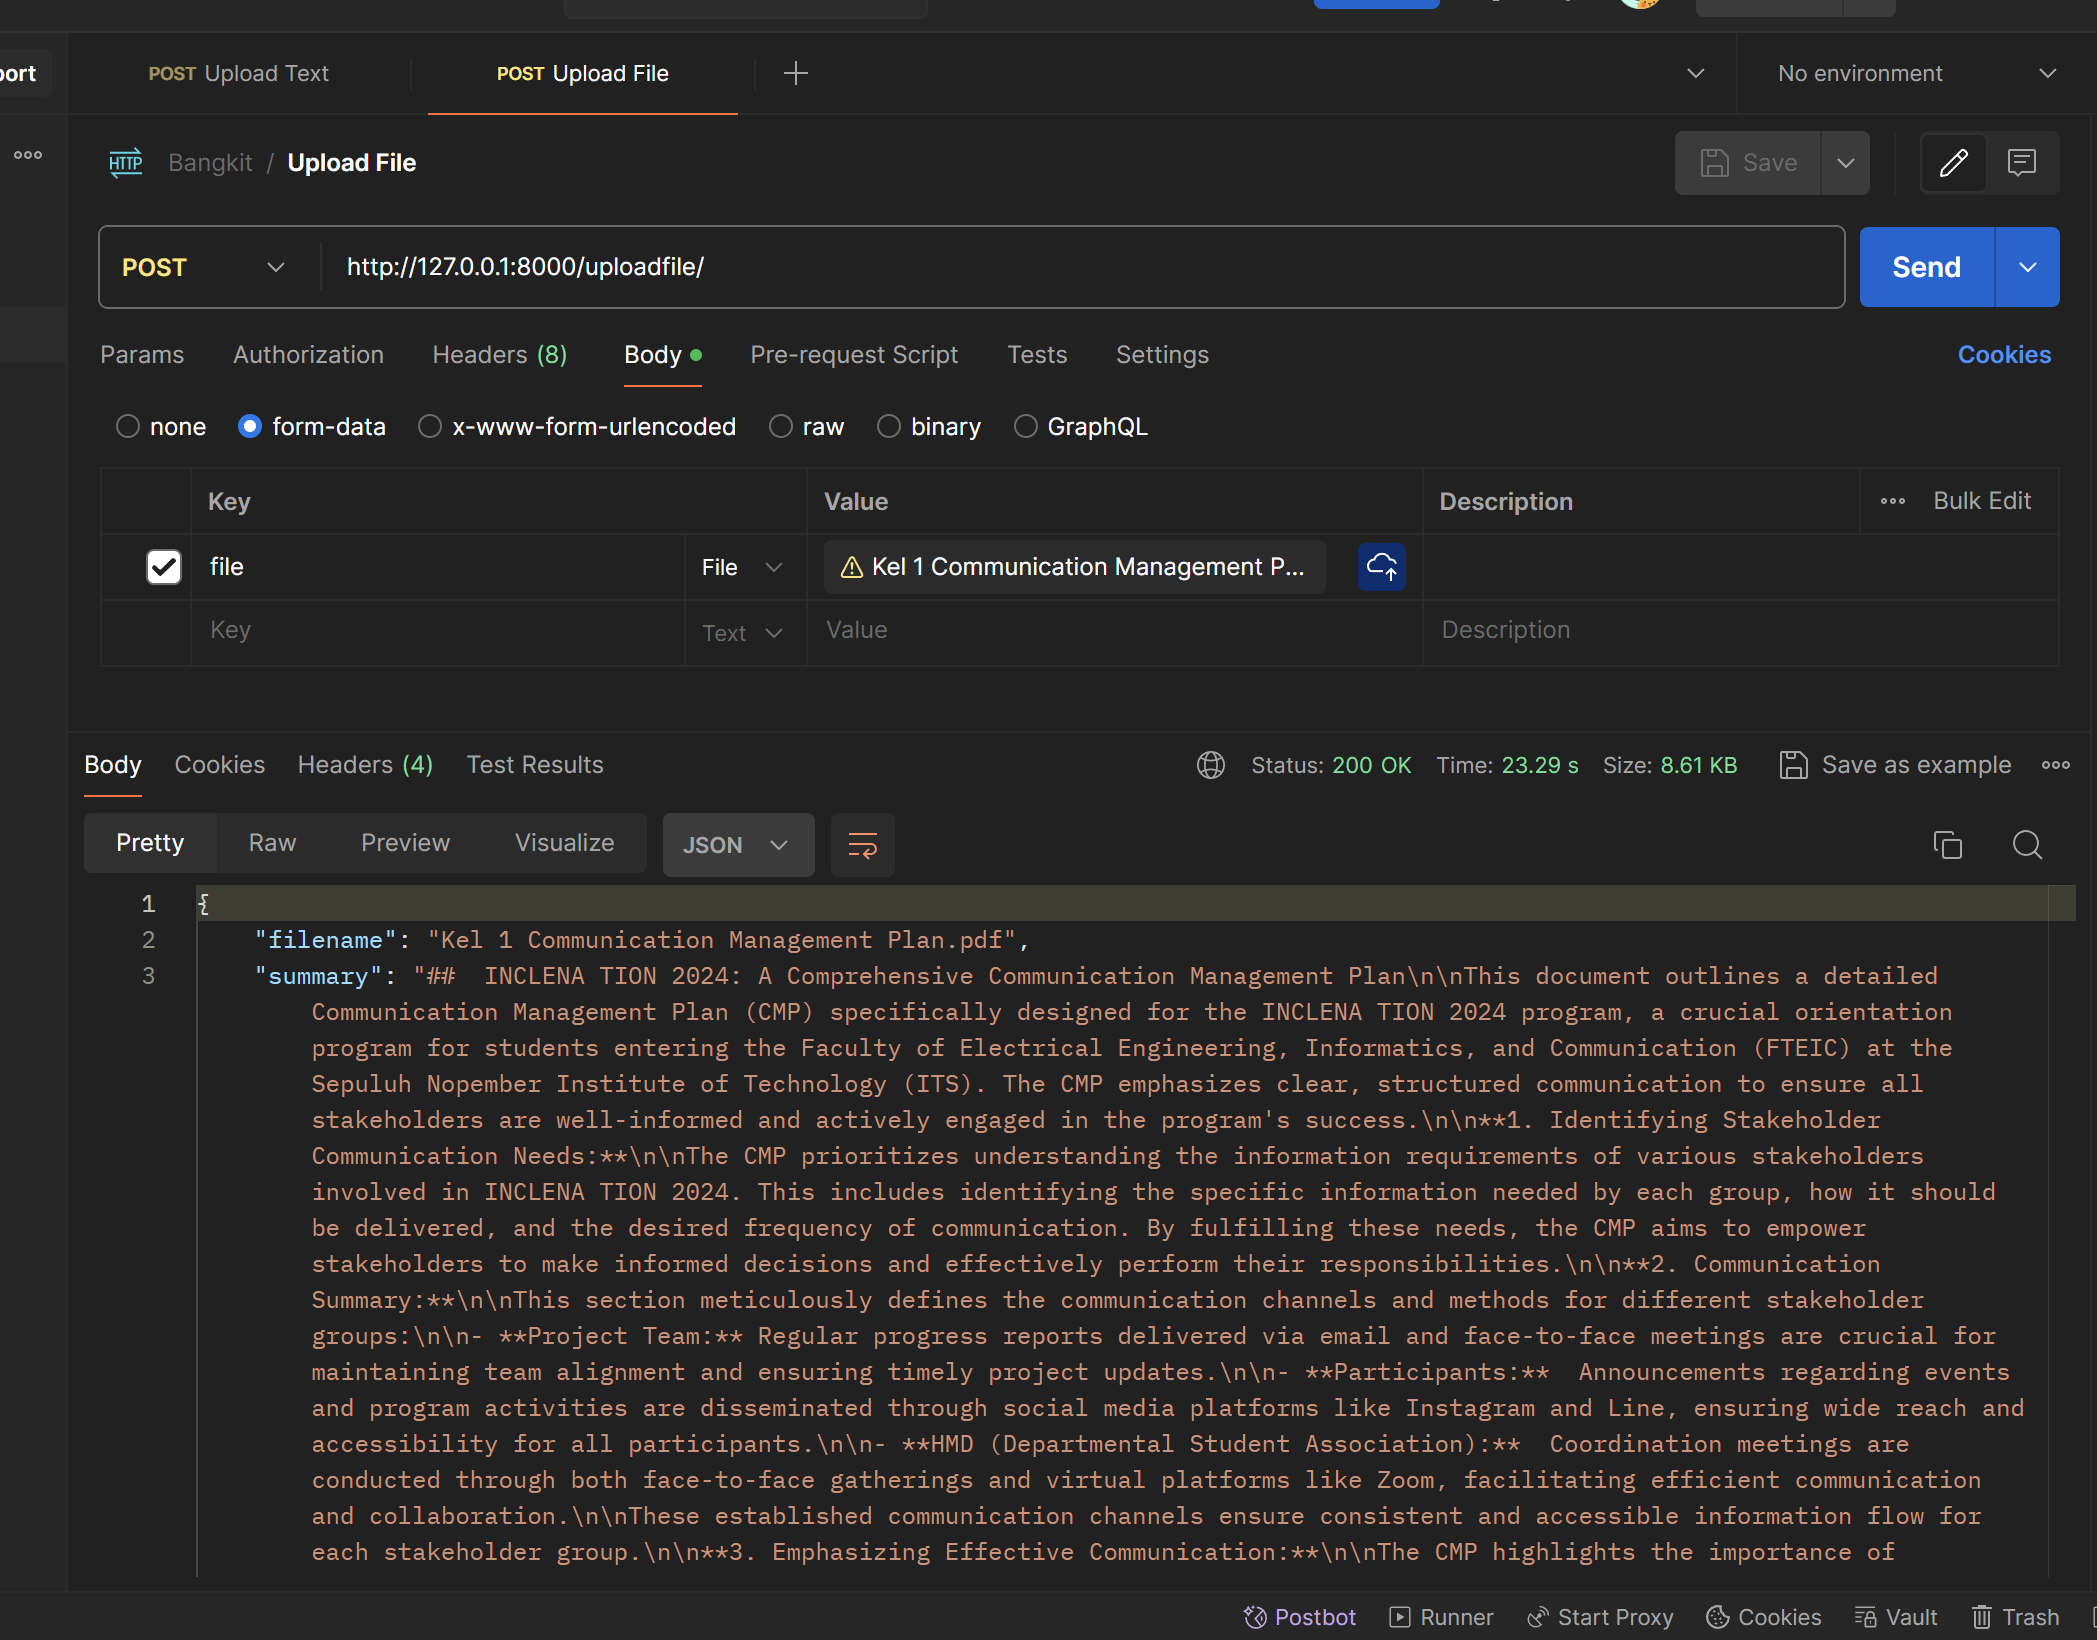 port
POST Upload Text
POST Upload File
No environment
HTTP Bangkit / Upload File
Save
POST http://127.0.0.1:8000/uploadfile/
Send
Params Authorization Headers (8) Body Pre-request Script Tests Settings Cookies
none form-data x-www-form-urlencoded raw binary GraphQL
Key Value Description Bulk Edit
file File Kel 1 Communication Management P...
Key Text Value Description
Body Cookies Headers (4) Test Results Status: 200 OK Time: 23.29 s Size: 8.61 KB Save as example
Pretty Raw Preview Visualize JSON
1 {
2 "filename": "Kel 1 Communication Management Plan.pdf",
3 "summary": "##  INCLENA TION 2024: A Comprehensive Communication Management Plan\n\nThis document outlines a detailed
Communication Management Plan (CMP) specifically designed for the INCLENA TION 2024 program, a crucial orientation
program for students entering the Faculty of Electrical Engineering, Informatics, and Communication (FTEIC) at the
Sepuluh Nopember Institute of Technology (ITS). The CMP emphasizes clear, structured communication to ensure all
stakeholders are well-informed and actively engaged in the program's success.\n\n**1. Identifying Stakeholder
Communication Needs:**\n\nThe CMP prioritizes understanding the information requirements of various stakeholders
involved in INCLENA TION 2024. This includes identifying the specific information needed by each group, how it should
be delivered, and the desired frequency of communication. By fulfilling these needs, the CMP aims to empower
stakeholders to make informed decisions and effectively perform their responsibilities.\n\n**2. Communication
Summary:**\n\nThis section meticulously defines the communication channels and methods for different stakeholder
groups:\n\n- **Project Team:** Regular progress reports delivered via email and face-to-face meetings are crucial for
maintaining team alignment and ensuring timely project updates.\n\n- **Participants:**  Announcements regarding events
and program activities are disseminated through social media platforms like Instagram and Line, ensuring wide reach and
accessibility for all participants.\n\n- **HMD (Departmental Student Association):**  Coordination meetings are
conducted through both face-to-face gatherings and virtual platforms like Zoom, facilitating efficient communication
and collaboration.\n\nThese established communication channels ensure consistent and accessible information flow for
each stakeholder group.\n\n**3. Emphasizing Effective Communication:**\n\nThe CMP highlights the importance of
Postbot Runner Start Proxy Cookies Vault Trash